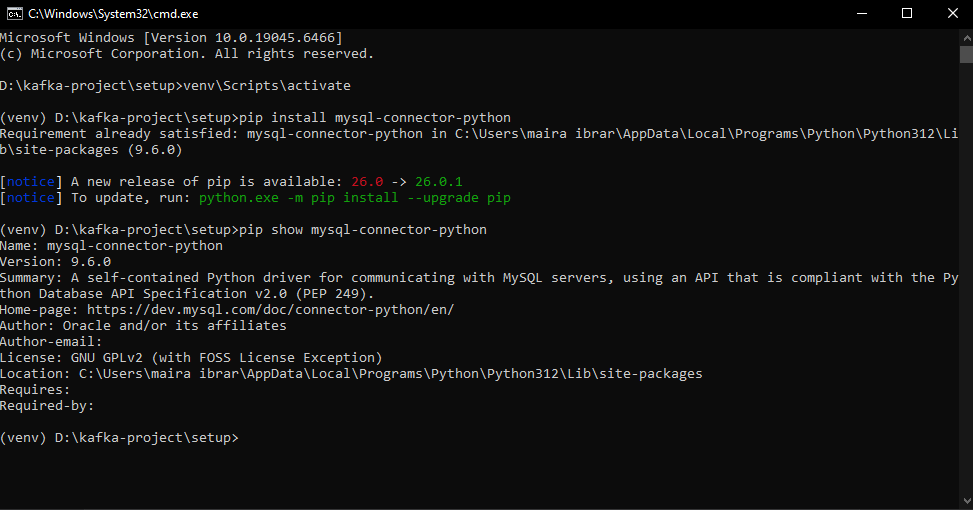 C:\Windows\System32\cmd.exe
Microsoft Windows [Version 10.0.19045.6466]
(c) Microsoft Corporation. All rights reserved.
D:\kafka-project\setup>venv\Scripts\activate
(venv) D:\kafka-project\setup>pip install mysql-connector-python
Requirement already satisfied: mysql-connector-python in C:\Users\maira ibrar\AppData\Local\Programs\Python\Python312\Li
b\site-packages (9.6.0)
[notice] A new release of pip is available: 26.0 -> 26.0.1
[notice] To update, run: python.exe -m pip install --upgrade pip
(venv) D:\kafka-project\setup>pip show mysql-connector-python
Name: mysql-connector-python
Version: 9.6.0
Summary: A self-contained Python driver for communicating with MySQL servers, using an API that is compliant with the Py
thon Database API Specification v2.0 (PEP 249).
Home-page: https://dev.mysql.com/doc/connector-python/en/
Author: Oracle and/or its affiliates
Author-email:
License: GNU GPLv2 (with FOSS License Exception)
Location: C:\Users\maira ibrar\AppData\Local\Programs\Python\Python312\Lib\site-packages
Requires:
Required-by:
(venv) D:\kafka-project\setup>